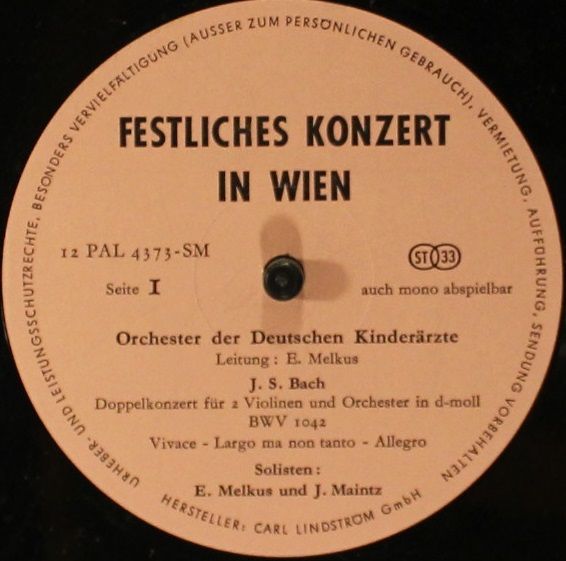 URHEBER- UND LEISTUNGSSCHUTZRECHTE, BESONDERS VERVIELFÄLTIGUNG (AUSSER ZUM PERSÖNLICHEN GEBRAUCH), VERMIETUNG, AUFFÜHRUNG, SENDUNG VORBEHALTEN
FESTLICHES KONZERT
IN WIEN
12 PAL 4373-SM
ST 33
Seite I
auch mono abspielbar
Orchester der Deutschen Kinderärzte
Leitung: E. Melkus
J. S. Bach
Doppelkonzert für 2 Violinen und Orchester in d-moll
BWV 1042
Vivace - Largo ma non tanto - Allegro
Solisten:
E. Melkus und J. Maintz
HERSTELLER: CARL LINDSTRÖM GmbH